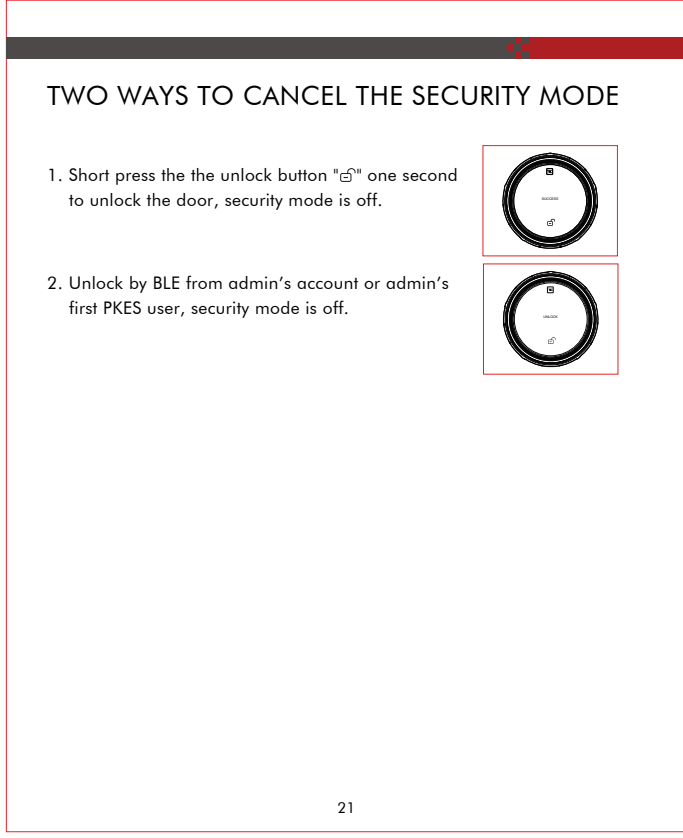 TWO WAYS TO CANCEL THE SECURITY MODE
1. Short press the the unlock button "🔓" one second
to unlock the door, security mode is off.
SUCCESS
2. Unlock by BLE from admin’s account or admin’s
first PKES user, security mode is off.
UNLOCK
21